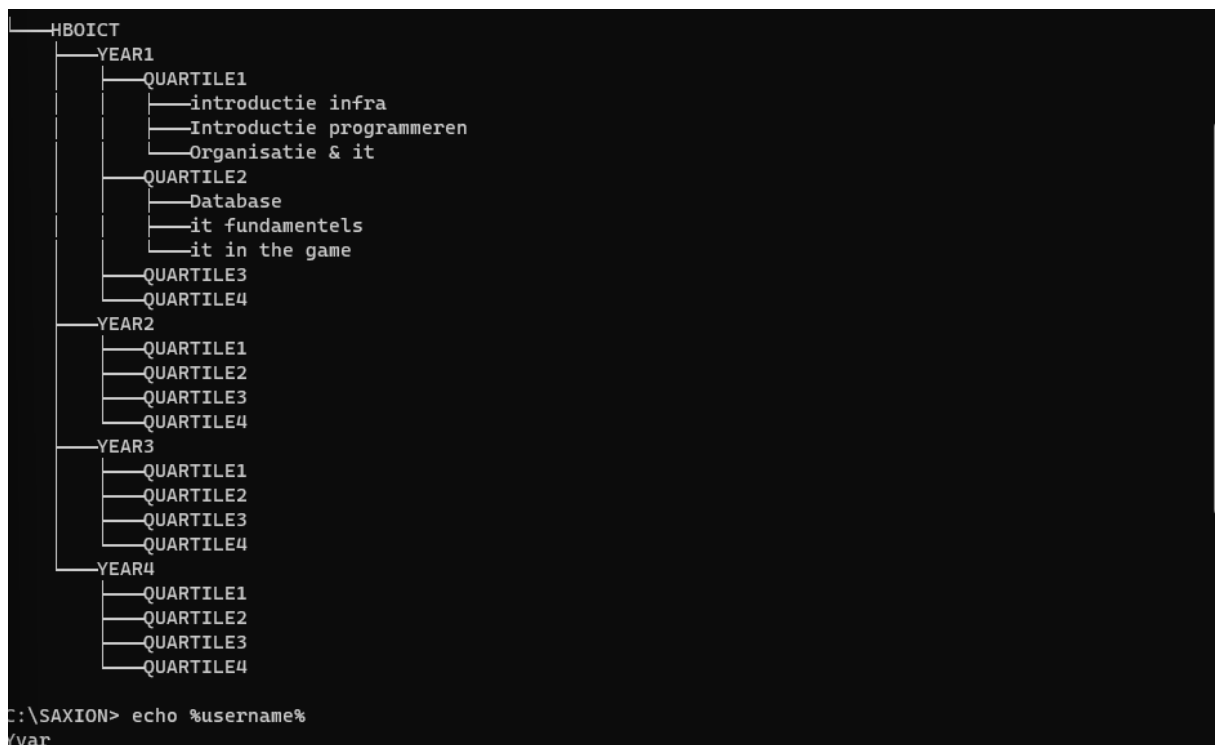 └───HBOICT
    ├───YEAR1
    │   ├───QUARTILE1
    │   │   ├───introductie infra
    │   │   ├───Introductie programmeren
    │   │   └───Organisatie & it
    │   ├───QUARTILE2
    │   │   ├───Database
    │   │   ├───it fundamentels
    │   │   └───it in the game
    │   ├───QUARTILE3
    │   └───QUARTILE4
    ├───YEAR2
    │   ├───QUARTILE1
    │   ├───QUARTILE2
    │   ├───QUARTILE3
    │   └───QUARTILE4
    ├───YEAR3
    │   ├───QUARTILE1
    │   ├───QUARTILE2
    │   ├───QUARTILE3
    │   └───QUARTILE4
    └───YEAR4
        ├───QUARTILE1
        ├───QUARTILE2
        ├───QUARTILE3
        └───QUARTILE4

C:\SAXION> echo %username%
Yvar